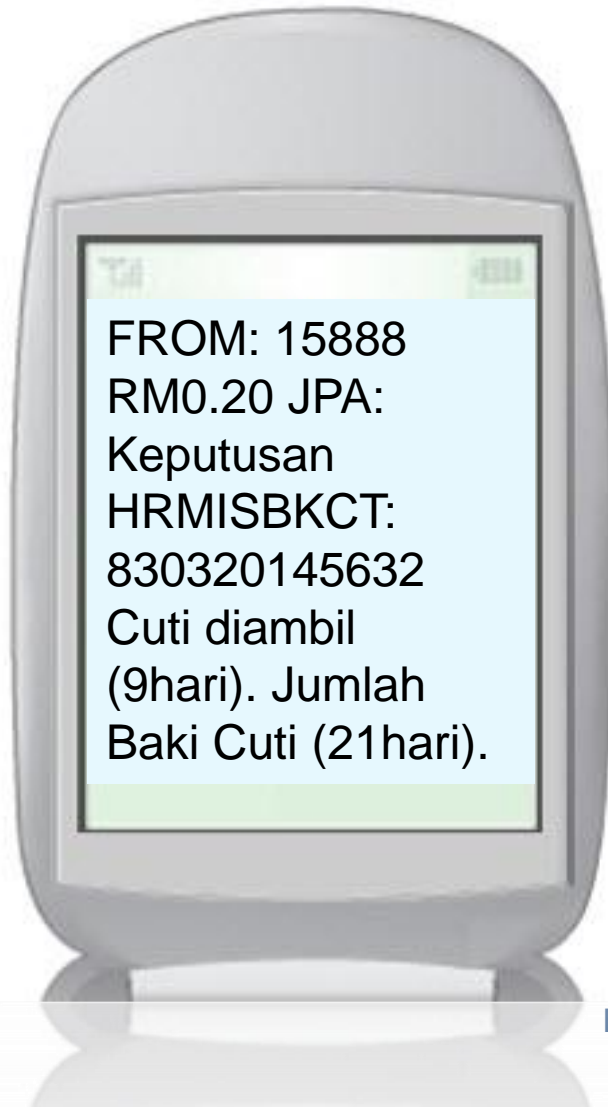 FROM: 15888
RM0.20 JPA:
Keputusan
HRMISBKCT:
830320145632
Cuti diambil
(9hari). Jumlah
Baki Cuti (21hari).